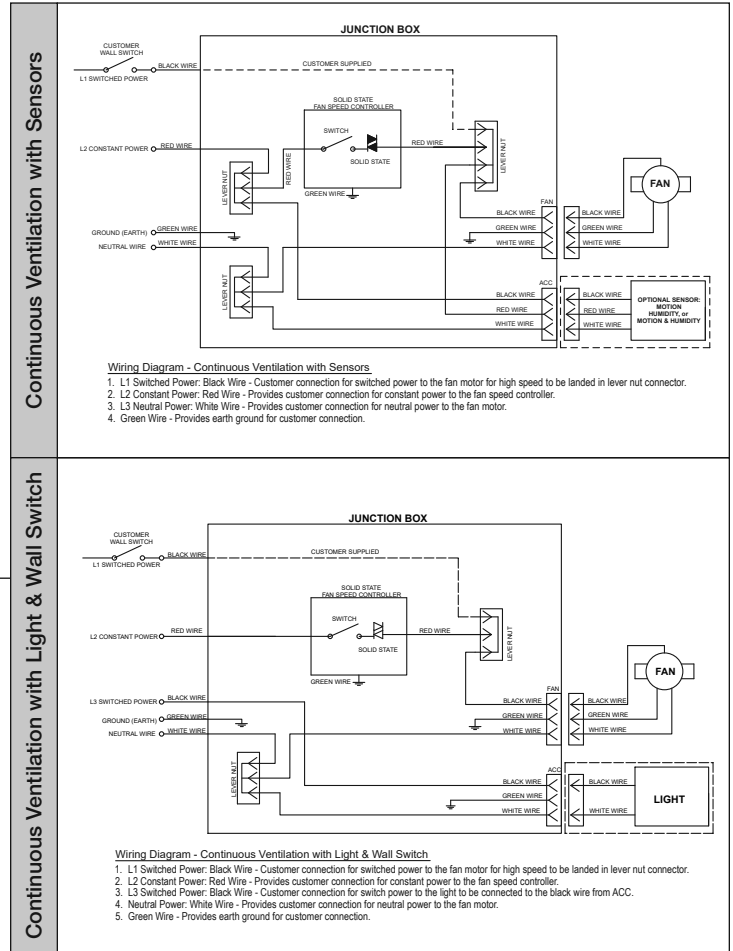 Continuous Ventilation with Sensors
JUNCTION BOX
CUSTOMER
WALL SWITCH
BLACK WIRE
CUSTOMER SUPPLIED
L1 SWITCHED POWER
SOLID STATE
FAN SPEED CONTROLLER
SWITCH
RED WIRE
LEVER NUT
L2 CONSTANT POWER
RED WIRE
SOLID STATE
LEVER NUT
RED WIRE
GREEN WIRE
FAN
FAN
BLACK WIRE
BLACK WIRE
GROUND (EARTH)
GREEN WIRE
GREEN WIRE
GREEN WIRE
NEUTRAL WIRE
WHITE WIRE
WHITE WIRE
WHITE WIRE
LEVER NUT
ACC
BLACK WIRE
BLACK WIRE
RED WIRE
RED WIRE
WHITE WIRE
WHITE WIRE
OPTIONAL SENSOR:
MOTION
HUMIDITY, or
MOTION & HUMIDITY
Wiring Diagram - Continuous Ventilation with Sensors
1. L1 Switched Power: Black Wire - Customer connection for switched power to the fan motor for high speed to be landed in lever nut connector.
2. L2 Constant Power: Red Wire - Provides customer connection for constant power to the fan speed controller.
3. L3 Neutral Power: White Wire - Provides customer connection for neutral power to the fan motor.
4. Green Wire - Provides earth ground for customer connection.
Continuous Ventilation with Light & Wall Switch
JUNCTION BOX
CUSTOMER
WALL SWITCH
BLACK WIRE
CUSTOMER SUPPLIED
L1 SWITCHED POWER
SOLID STATE
FAN SPEED CONTROLLER
SWITCH
RED WIRE
LEVER NUT
L2 CONSTANT POWER
RED WIRE
SOLID STATE
GREEN WIRE
FAN
FAN
L3 SWITCHED POWER
BLACK WIRE
BLACK WIRE
BLACK WIRE
GROUND (EARTH)
GREEN WIRE
GREEN WIRE
GREEN WIRE
NEUTRAL WIRE
WHITE WIRE
WHITE WIRE
WHITE WIRE
LEVER NUT
ACC
BLACK WIRE
BLACK WIRE
GREEN WIRE
WHITE WIRE
WHITE WIRE
LIGHT
Wiring Diagram - Continuous Ventilation with Light & Wall Switch
1. L1 Switched Power: Black Wire - Customer connection for switched power to the fan motor for high speed to be landed in lever nut connector.
2. L2 Constant Power: Red Wire - Provides customer connection for constant power to the fan speed controller.
3. L3 Switched Power: Black Wire - Customer connection for switch power to the light to be connected to the black wire from ACC.
4. Neutral Power: White Wire - Provides customer connection for neutral power to the fan motor.
5. Green Wire - Provides earth ground for customer connection.